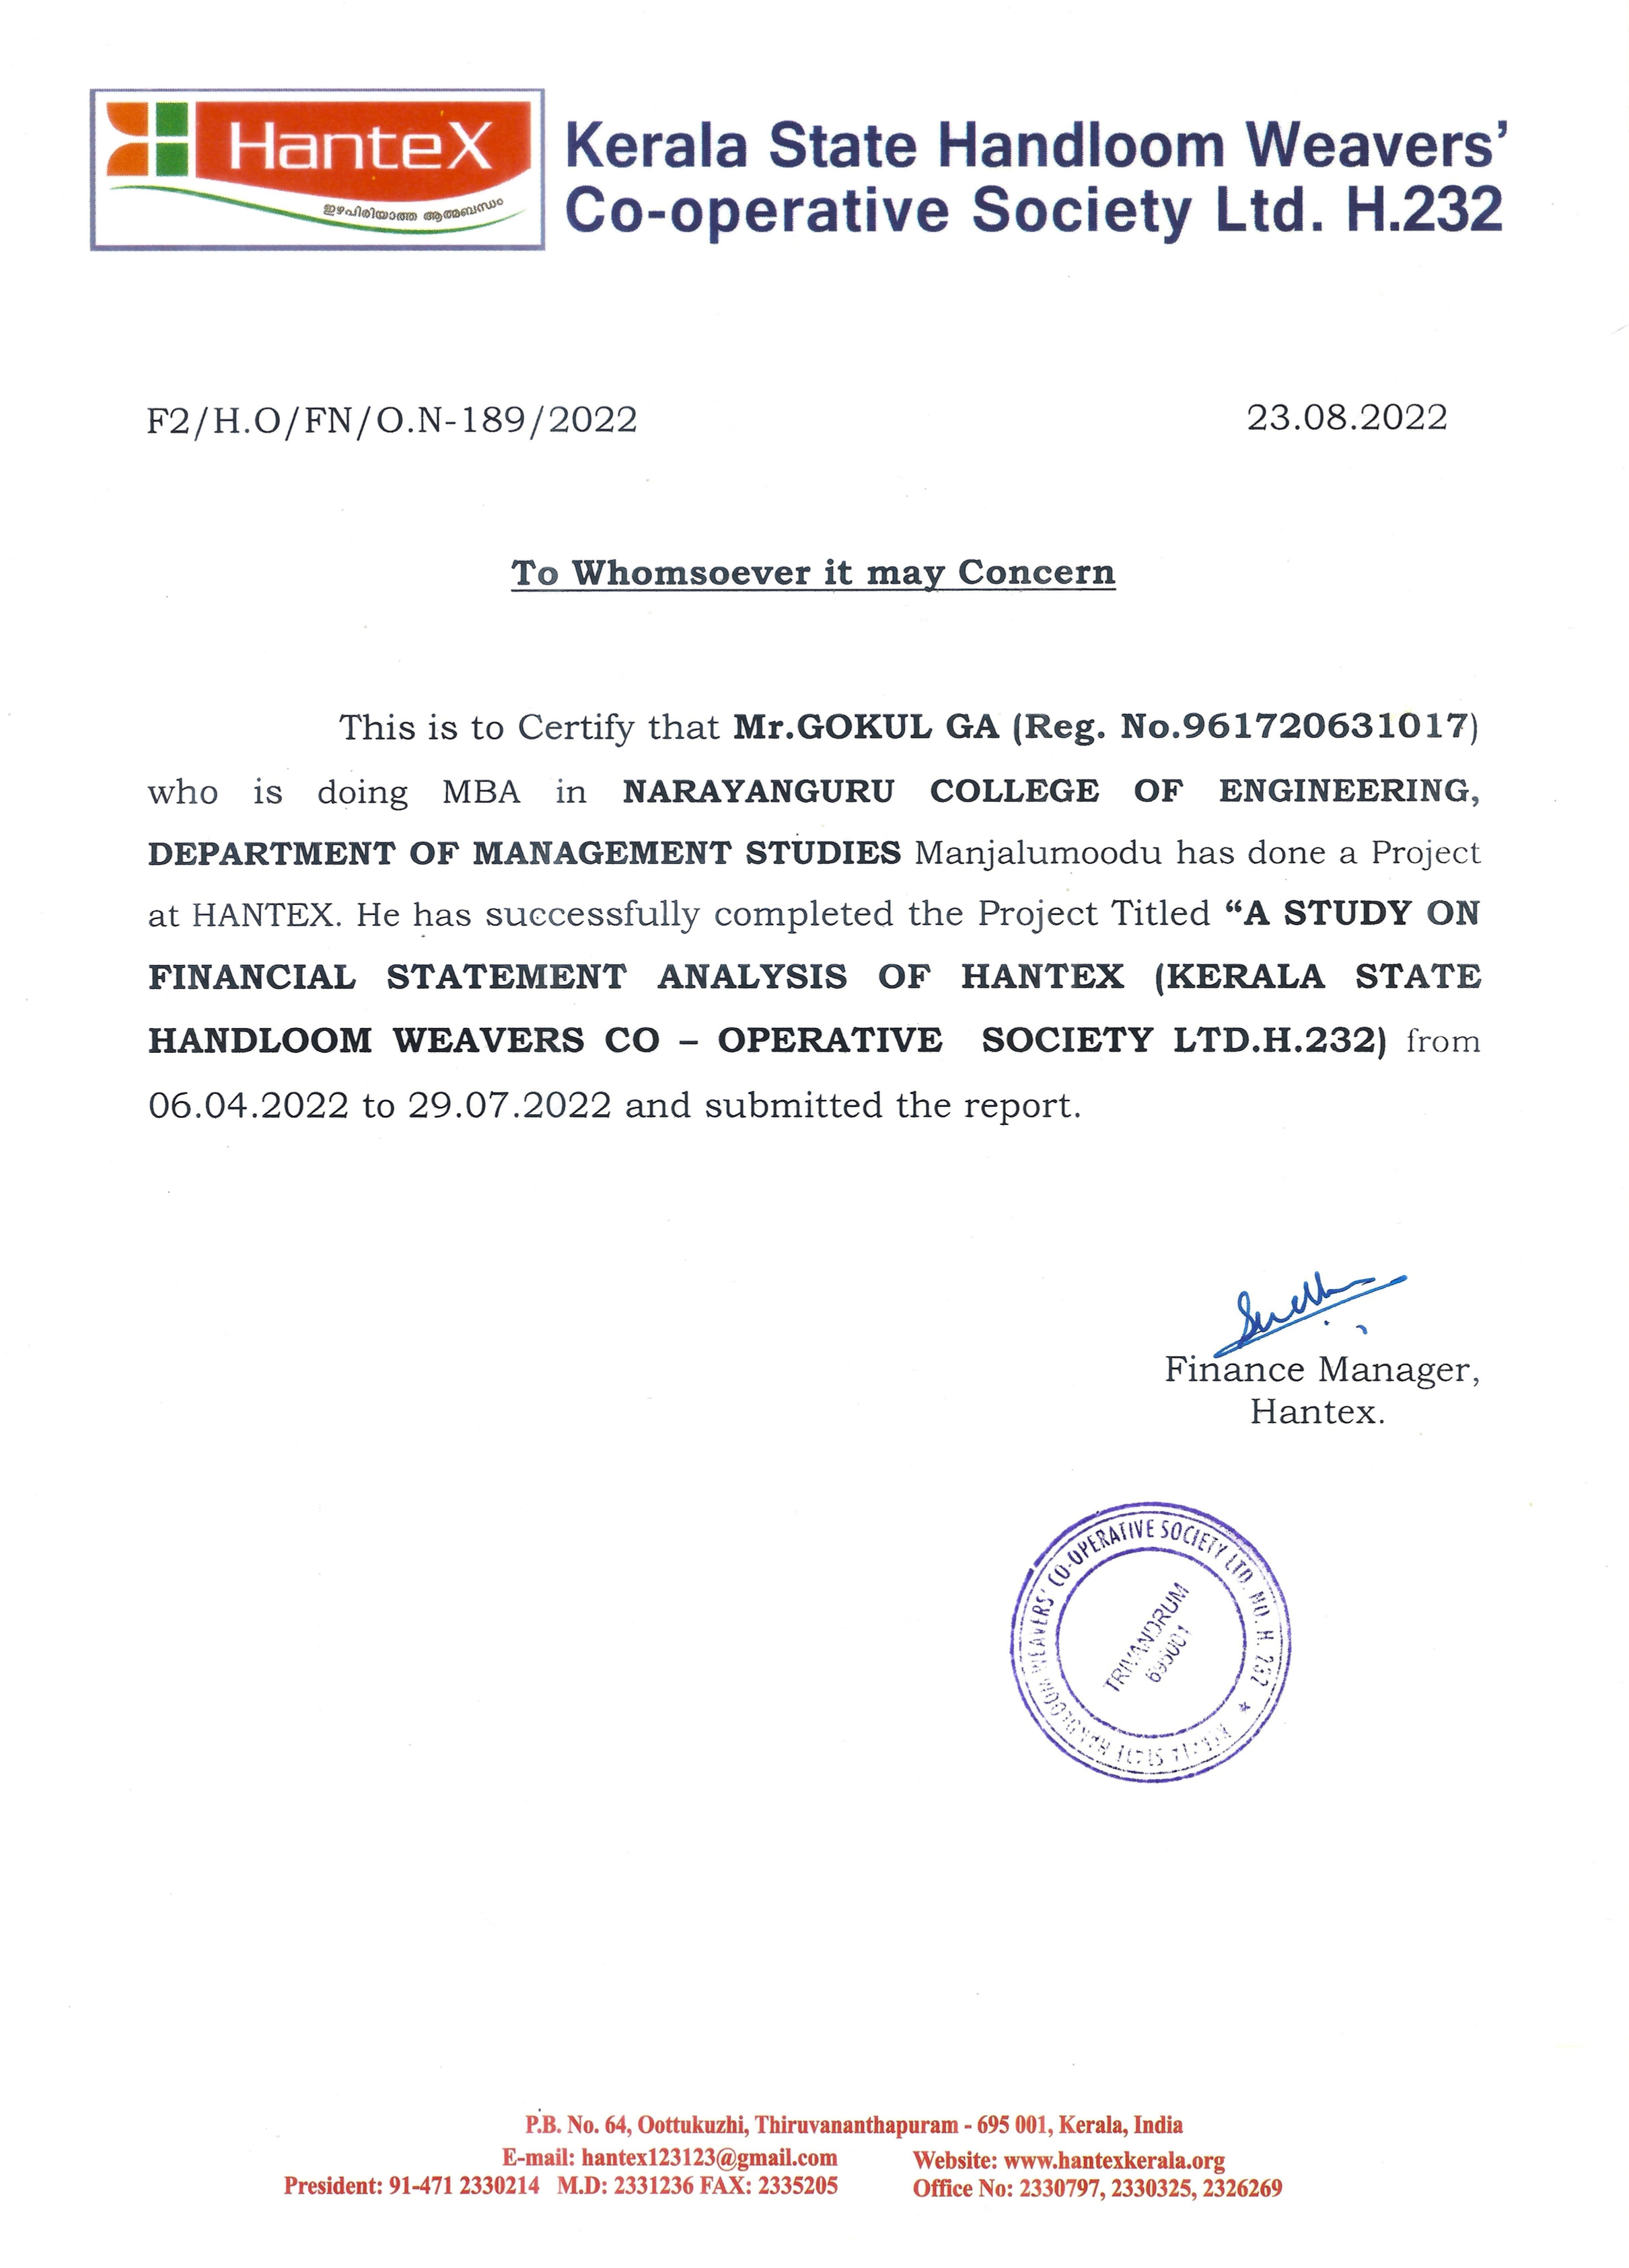 HanteX
ഇഴപിരിയാത്ത ആത്മബന്ധം
Kerala State Handloom Weavers’
Co-operative Society Ltd. H.232
F2/H.O/FN/O.N-189/2022
23.08.2022
To Whomsoever it may Concern
This is to Certify that Mr.GOKUL GA (Reg. No.961720631017)
who is doing MBA in NARAYANGURU COLLEGE OF ENGINEERING,
DEPARTMENT OF MANAGEMENT STUDIES Manjalumoodu has done a Project
at HANTEX. He has successfully completed the Project Titled “A STUDY ON
FINANCIAL STATEMENT ANALYSIS OF HANTEX (KERALA STATE
HANDLOOM WEAVERS CO – OPERATIVE SOCIETY LTD.H.232) from
06.04.2022 to 29.07.2022 and submitted the report.
Finance Manager,
Hantex.
HANDLOOM WEAVERS' CO-OPERATIVE SOCIETY LTD. NO. H. 232 ★
TRIVANDRUM
695001
P.B. No. 64, Oottukuzhi, Thiruvananthapuram - 695 001, Kerala, India
E-mail: hantex123123@gmail.com Website: www.hantexkerala.org
President: 91-471 2330214 M.D: 2331236 FAX: 2335205 Office No: 2330797, 2330325, 2326269